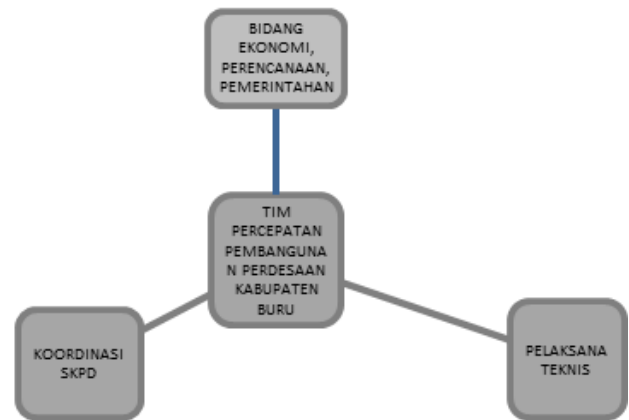 BIDANG
EKONOMI,
PERENCANAAN,
PEMERINTAHAN
TIM
PERCEPATAN
PEMBANGUNA
N PERDESAAN
KABUPATEN
BURU
KOORDINASI
SKPD
PELAKSANA
TEKNIS